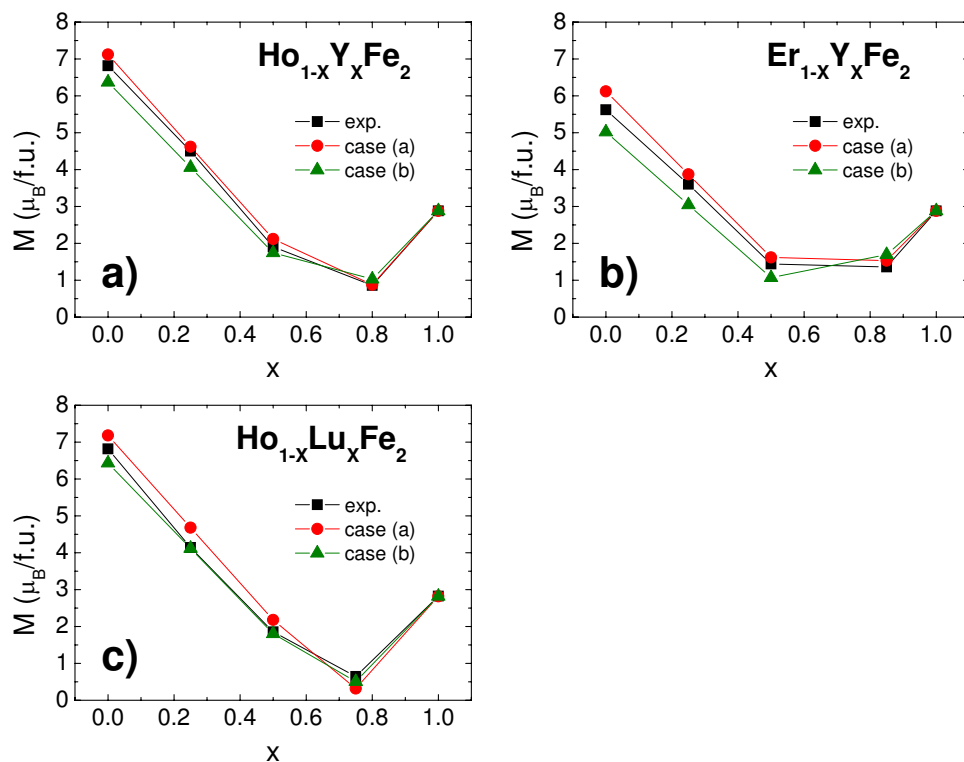 Ho₁₋ₓYₓFe₂
exp.
case (a)
case (b)
a)
M (μ_B/f.u.)
8
7
6
5
4
3
2
1
0
0.0 0.2 0.4 0.6 0.8 1.0
x
Er₁₋ₓYₓFe₂
exp.
case (a)
case (b)
b)
M (μ_B/f.u.)
8
7
6
5
4
3
2
1
0
0.0 0.2 0.4 0.6 0.8 1.0
x
Ho₁₋ₓLuₓFe₂
exp.
case (a)
case (b)
c)
M (μ_B/f.u.)
8
7
6
5
4
3
2
1
0
0.0 0.2 0.4 0.6 0.8 1.0
x